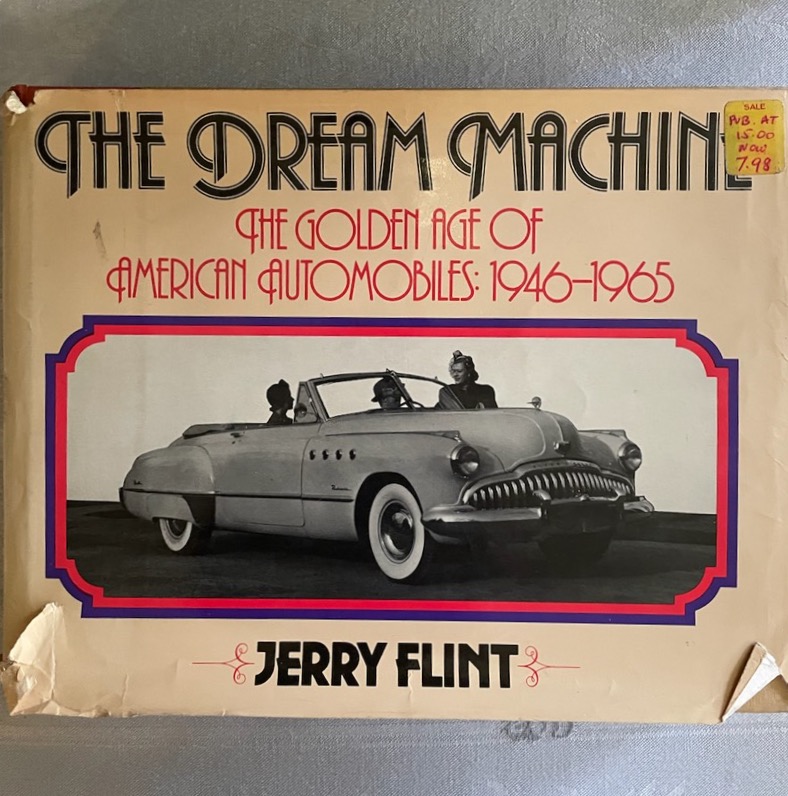 THE DREAM MACHINE
SALE
PUB. AT
15.00
NOW
7.98
THE GOLDEN AGE OF
AMERICAN AUTOMOBILES: 1946–1965
JERRY FLINT